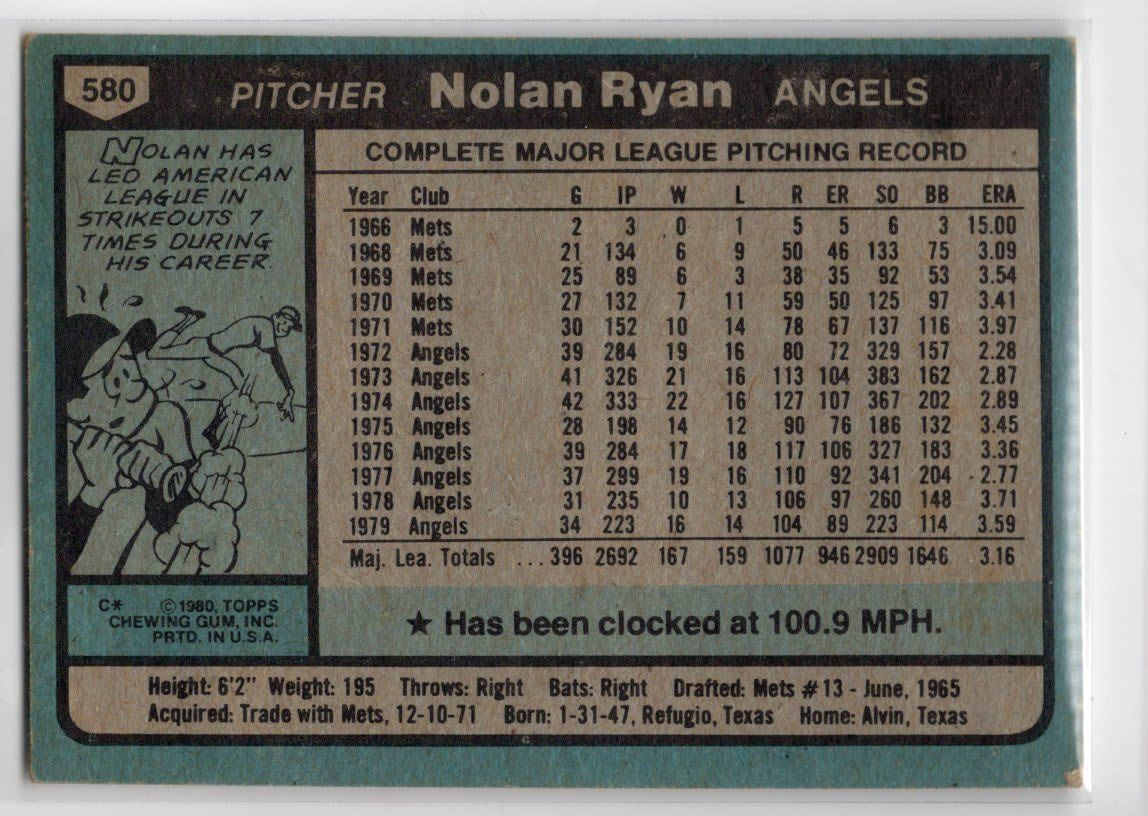 580 PITCHER Nolan Ryan ANGELS
NOLAN HAS
LED AMERICAN
LEAGUE IN
STRIKEOUTS 7
TIMES DURING
HIS CAREER.
COMPLETE MAJOR LEAGUE PITCHING RECORD
Year Club G IP W L R ER SO BB ERA
1966 Mets 2 3 0 1 5 5 6 3 15.00
1968 Mets 21 134 6 9 50 46 133 75 3.09
1969 Mets 25 89 6 3 38 35 92 53 3.54
1970 Mets 27 132 7 11 59 50 125 97 3.41
1971 Mets 30 152 10 14 78 67 137 116 3.97
1972 Angels 39 284 19 16 80 72 329 157 2.28
1973 Angels 41 326 21 16 113 104 383 162 2.87
1974 Angels 42 333 22 16 127 107 367 202 2.89
1975 Angels 28 198 14 12 90 76 186 132 3.45
1976 Angels 39 284 17 18 117 106 327 183 3.36
1977 Angels 37 299 19 16 110 92 341 204 2.77
1978 Angels 31 235 10 13 106 97 260 148 3.71
1979 Angels 34 223 16 14 104 89 223 114 3.59
Maj. Lea. Totals ... 396 2692 167 159 1077 946 2909 1646 3.16
C* ©1980, TOPPS
CHEWING GUM, INC.
PRTD. IN U.S.A.
★ Has been clocked at 100.9 MPH.
Height: 6'2" Weight: 195 Throws: Right Bats: Right Drafted: Mets #13 - June, 1965
Acquired: Trade with Mets, 12-10-71 Born: 1-31-47, Refugio, Texas Home: Alvin, Texas